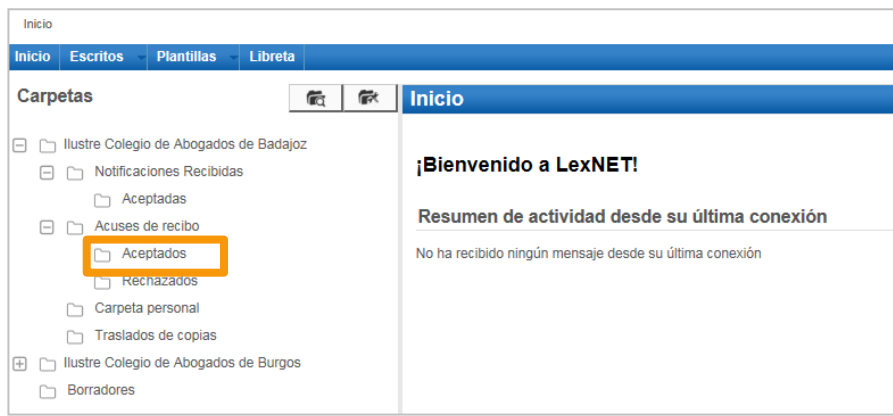 Inicio
Inicio Escritos Plantillas Libreta
Carpetas
Ilustre Colegio de Abogados de Badajoz
Notificaciones Recibidas
Aceptadas
Acuses de recibo
Aceptados
Rechazados
Carpeta personal
Traslados de copias
Ilustre Colegio de Abogados de Burgos
Borradores
Inicio
¡Bienvenido a LexNET!
Resumen de actividad desde su última conexión
No ha recibido ningún mensaje desde su última conexión